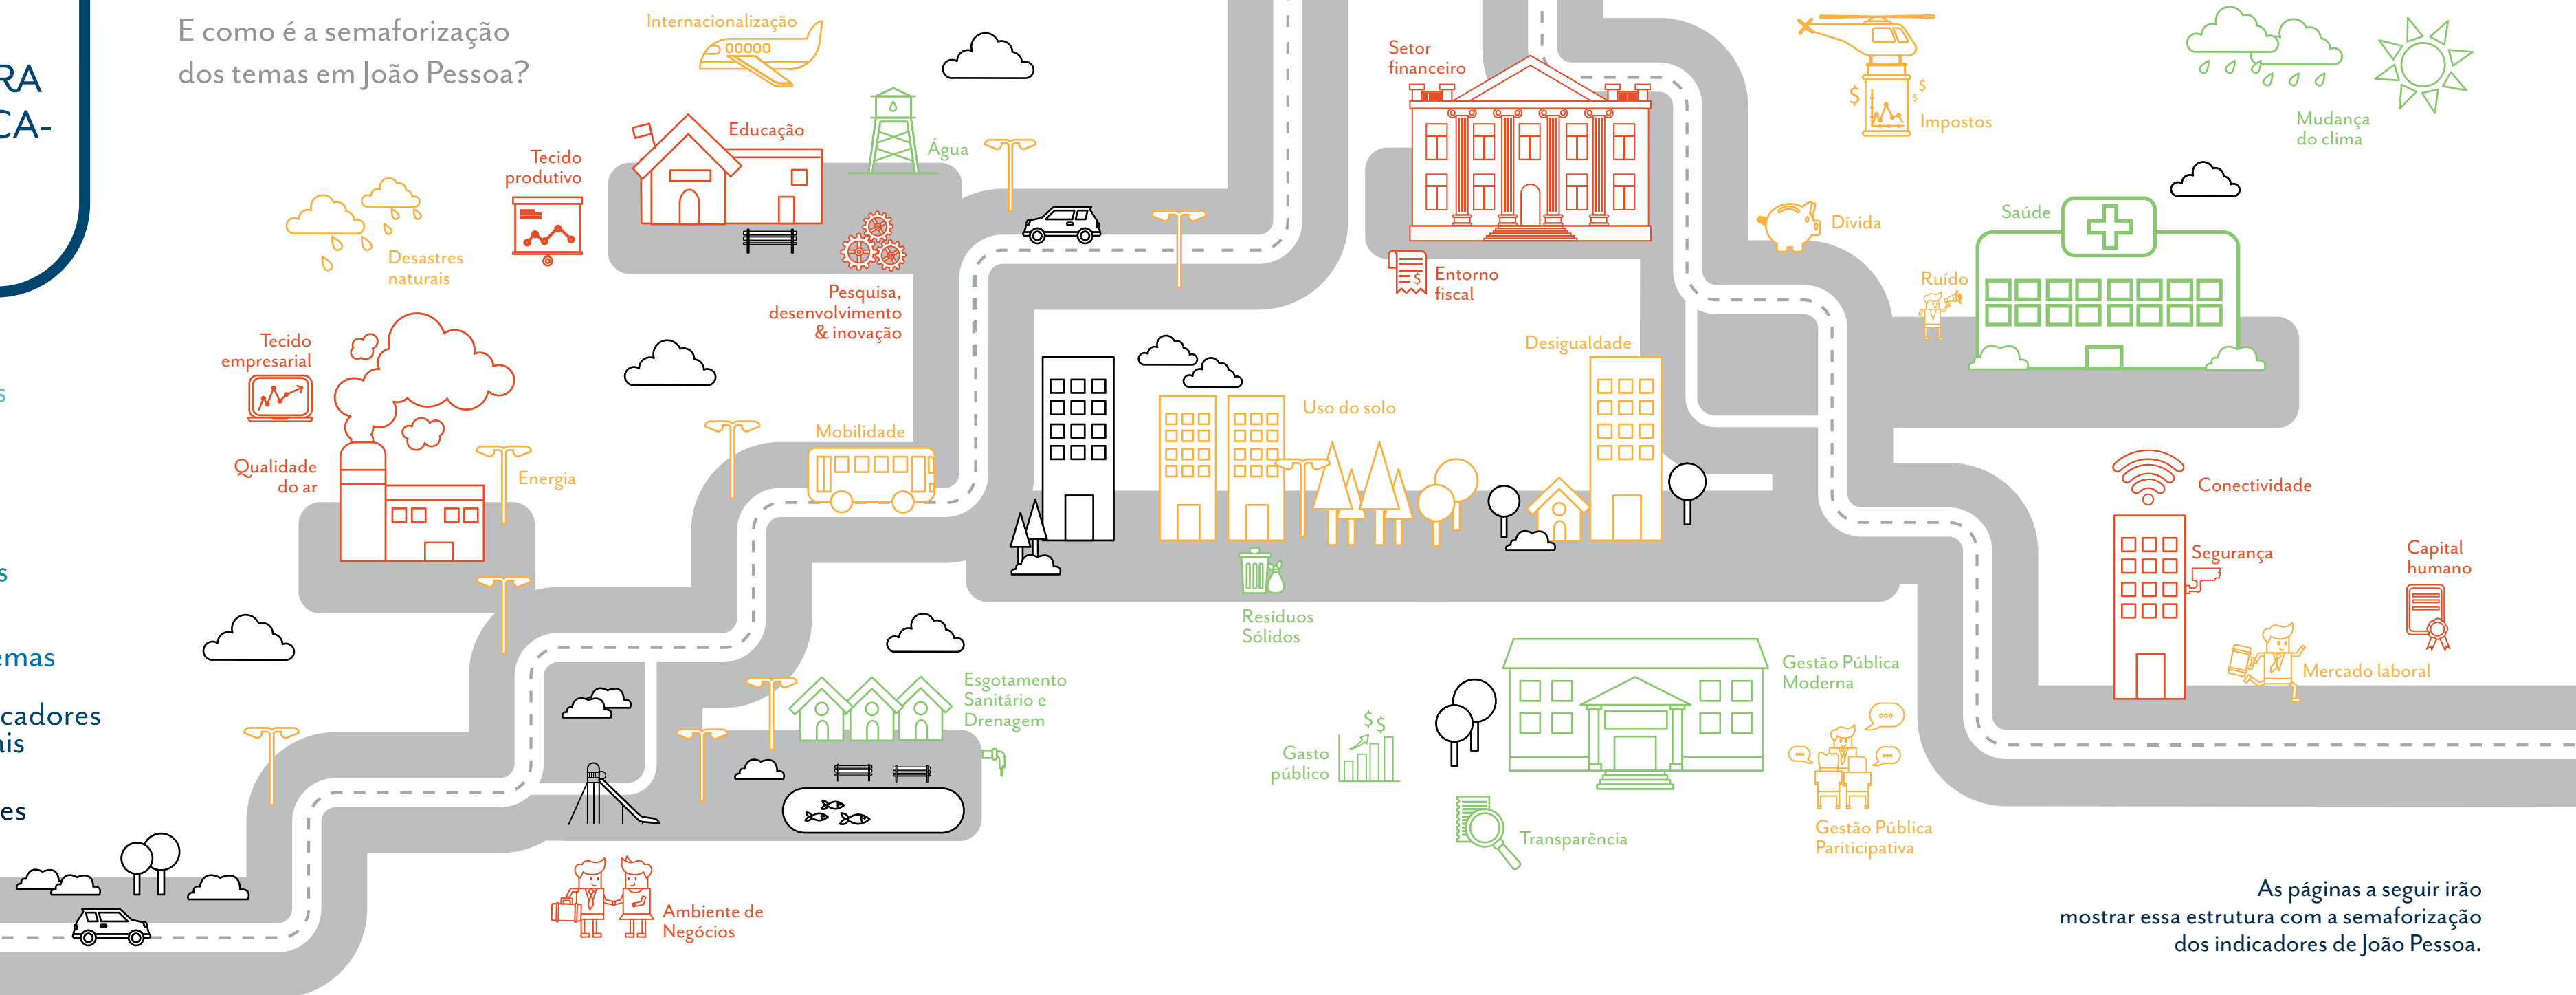 RA
CA-
s
s
emas
cadores
ais
es
E como é a semaforização
dos temas em João Pessoa?
Internacionalização
Educação
Água
Tecido
produtivo
Desastres
naturais
Pesquisa,
desenvolvimento
& inovação
Tecido
empresarial
Qualidade
do ar
Energia
Mobilidade
Setor
financeiro
$
Entorno
fiscal
$
$
$
Impostos
Mudança
do clima
Dívida
Saúde
Ruído
Desigualdade
Uso do solo
Resíduos
Sólidos
Conectividade
Segurança
Capital
humano
Mercado laboral
Esgotamento
Sanitário e
Drenagem
Gestão Pública
Moderna
$$
Gasto
público
Transparência
Gestão Pública
Pariticipativa
Ambiente de
Negócios
As páginas a seguir irão
mostrar essa estrutura com a semaforização
dos indicadores de João Pessoa.